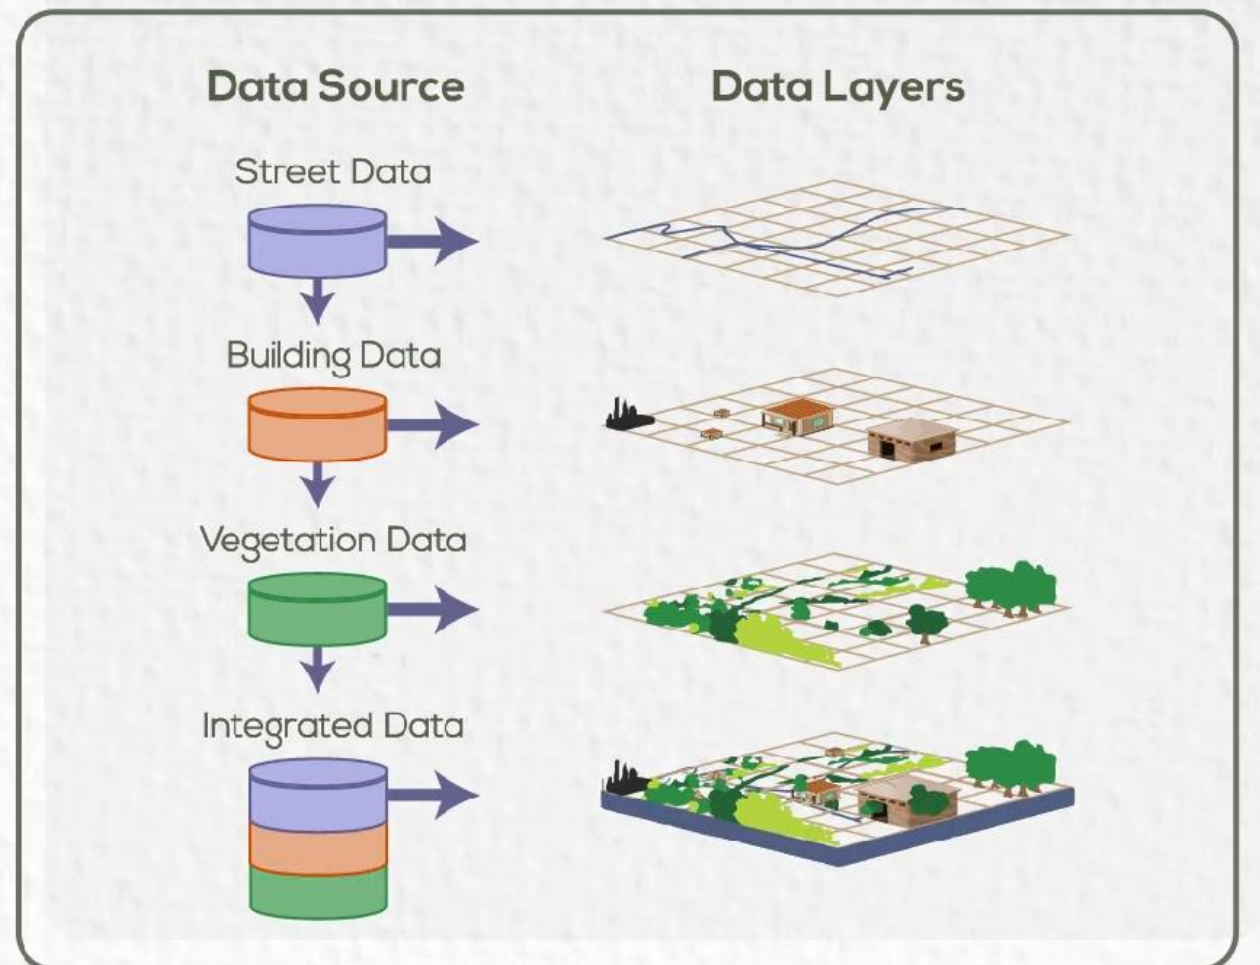 Data Source
Data Layers
Street Data
Building Data
Vegetation Data
Integrated Data